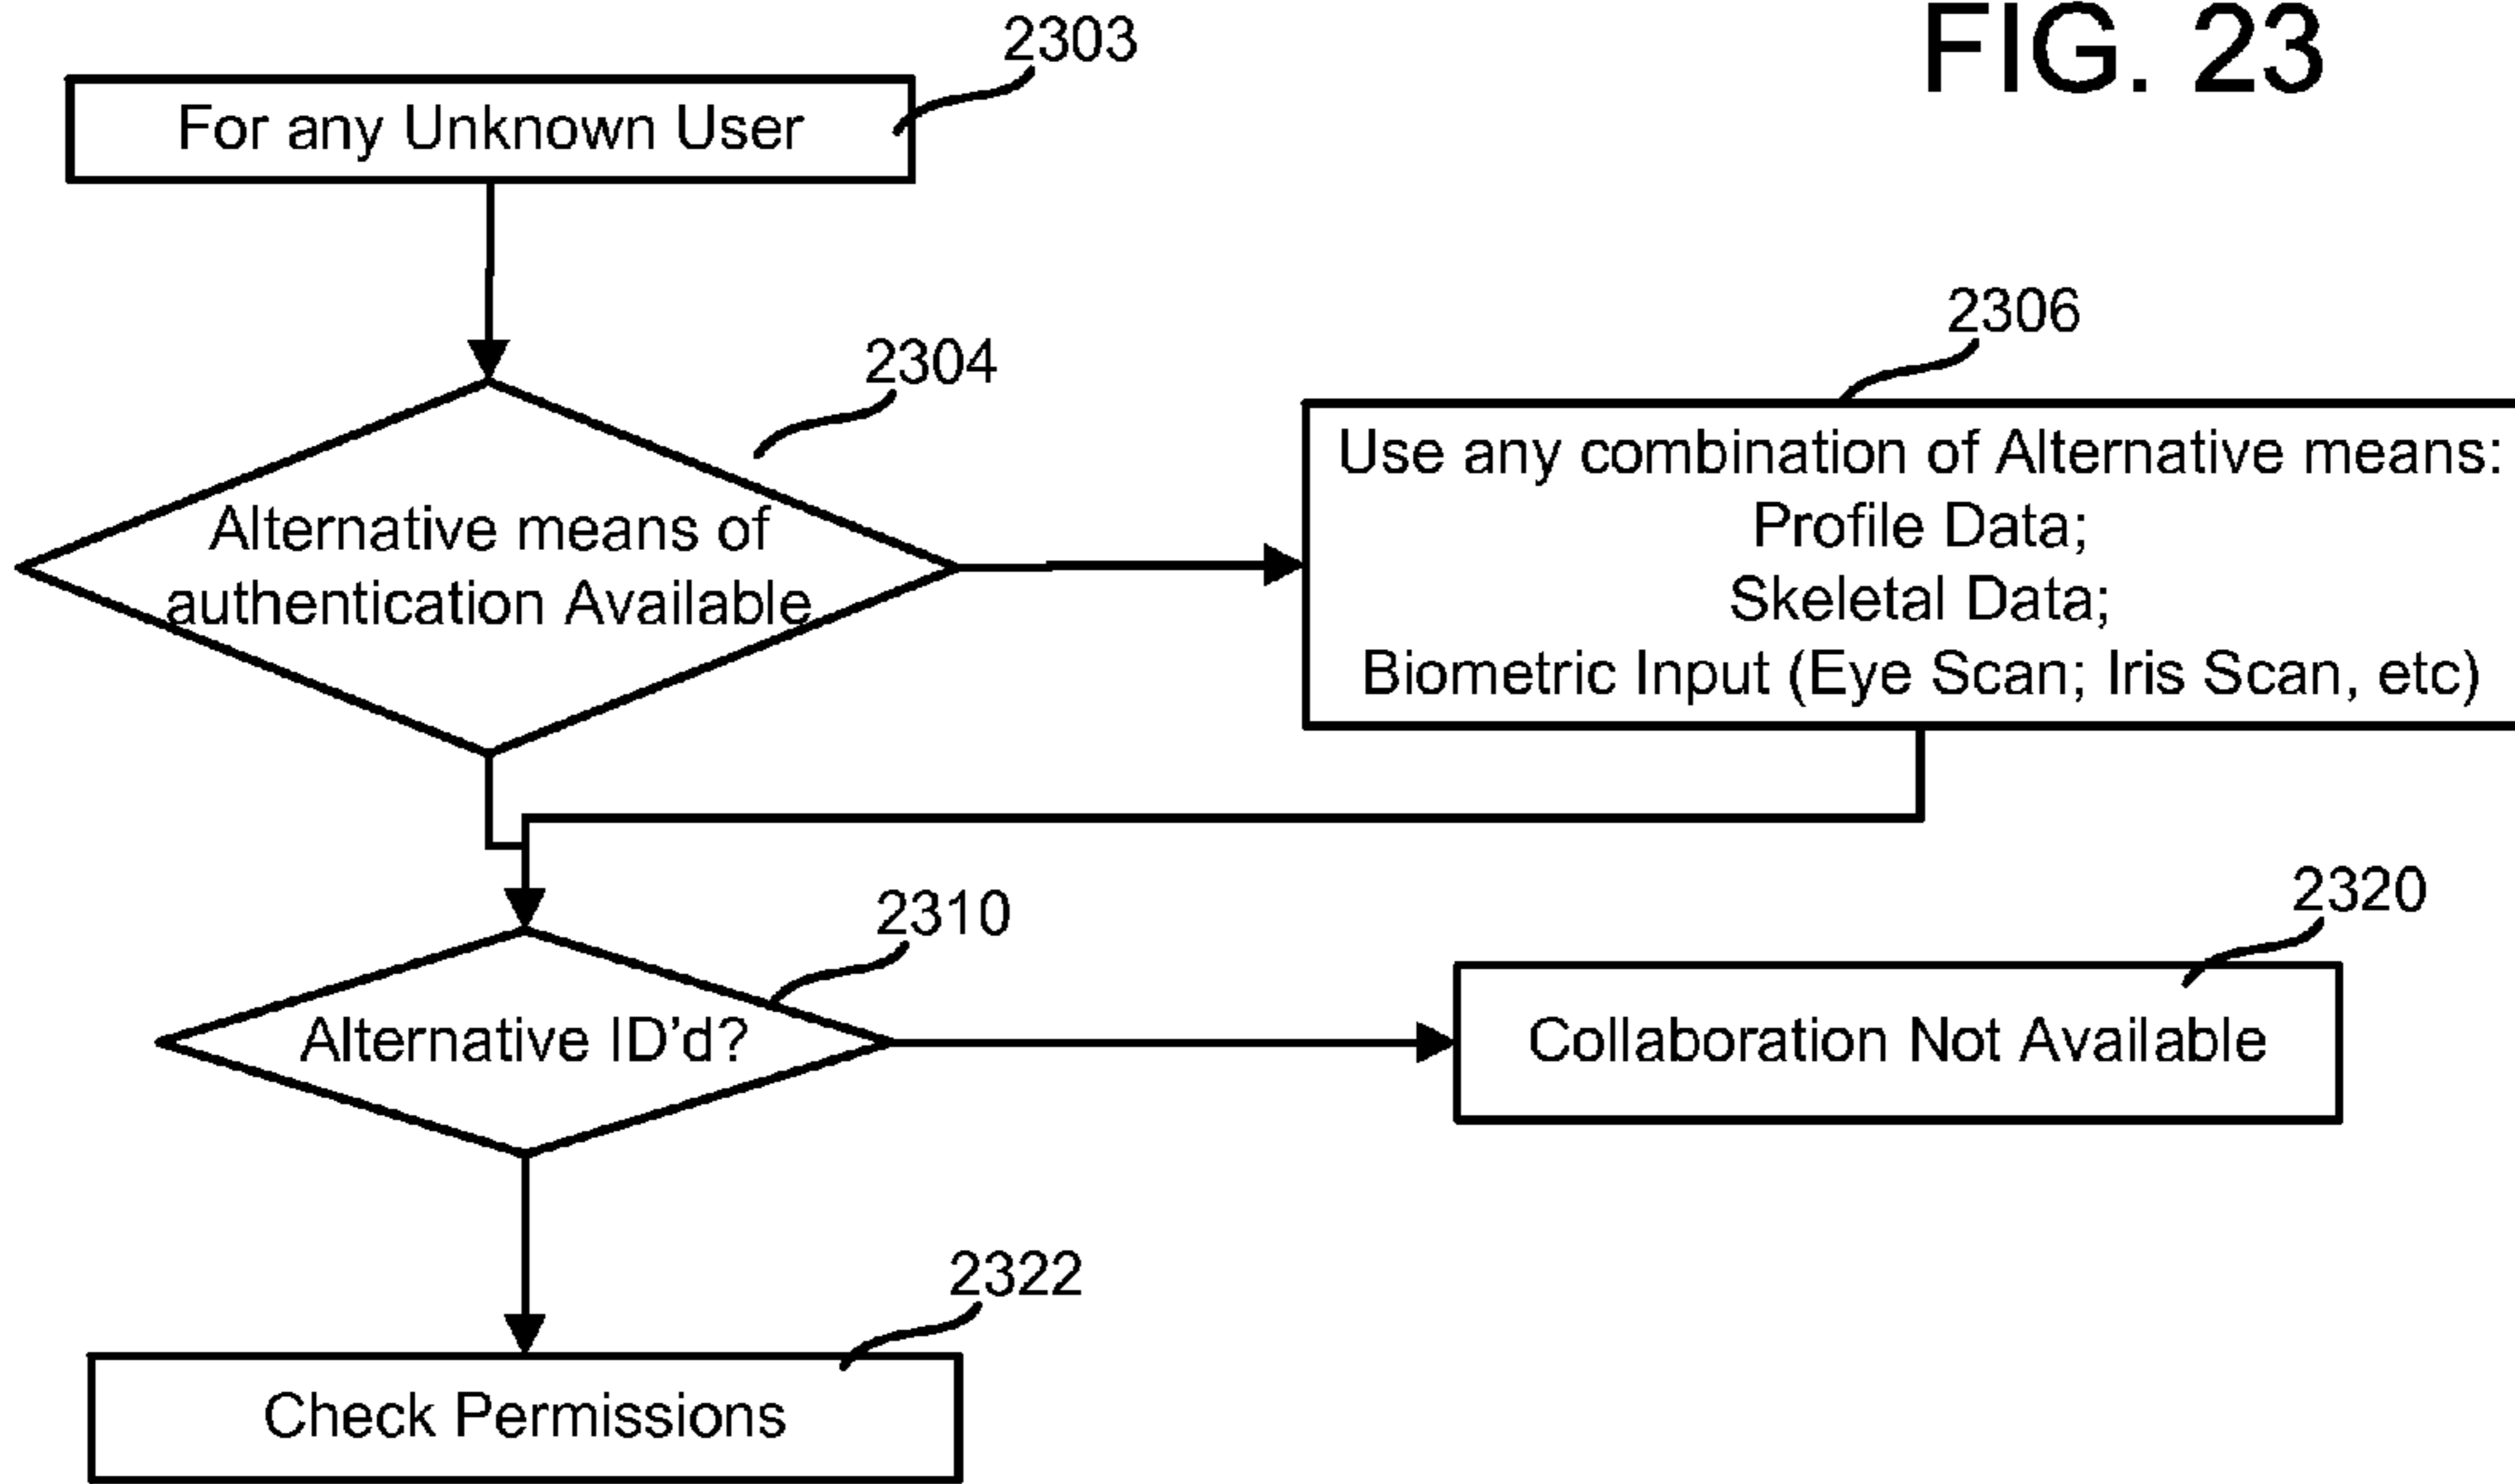 FIG. 23
2303
For any Unknown User
2304
Alternative means of
authentication Available
2306
Use any combination of Alternative means:
Profile Data;
Skeletal Data;
Biometric Input (Eye Scan; Iris Scan, etc)
2310
Alternative ID'd?
2320
Collaboration Not Available
2322
Check Permissions